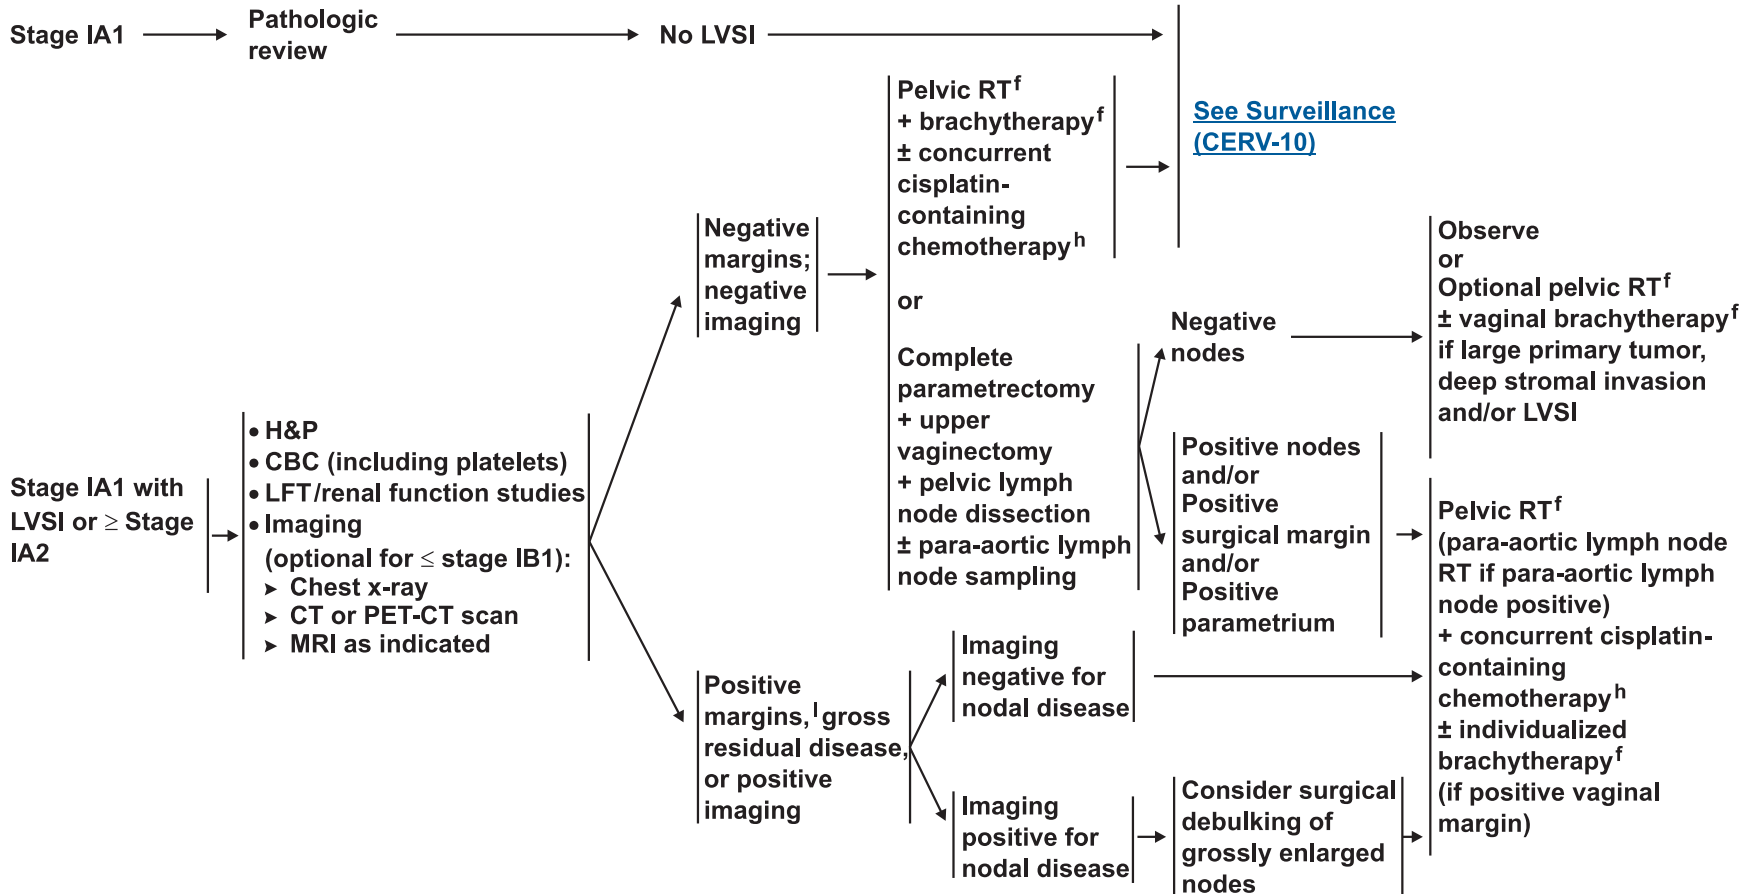 Stage IA1
Pathologic
review
No LVSI
Pelvic RTf
+ brachytherapyf
± concurrent
cisplatin-
containing
chemotherapyh
See Surveillance
(CERV-10)
or
Complete
parametrectomy
+ upper
vaginectomy
+ pelvic lymph
node dissection
± para-aortic lymph
node sampling
Negative
margins;
negative
imaging
Negative
nodes
Observe
or
Optional pelvic RTf
± vaginal brachytherapyf
if large primary tumor,
deep stromal invasion
and/or LVSI
Stage IA1 with
LVSI or ≥ Stage
IA2
• H&P
• CBC (including platelets)
• LFT/renal function studies
• Imaging
(optional for ≤ stage IB1):
➤ Chest x-ray
➤ CT or PET-CT scan
➤ MRI as indicated
Positive nodes
and/or
Positive
surgical margin
and/or
Positive
parametrium
Pelvic RTf
(para-aortic lymph node
RT if para-aortic lymph
node positive)
+ concurrent cisplatin-
containing
chemotherapyh
± individualized
brachytherapyf
(if positive vaginal
margin)
Positive
margins,l gross
residual disease,
or positive
imaging
Imaging
negative for
nodal disease
Imaging
positive for
nodal disease
Consider surgical
debulking of
grossly enlarged
nodes